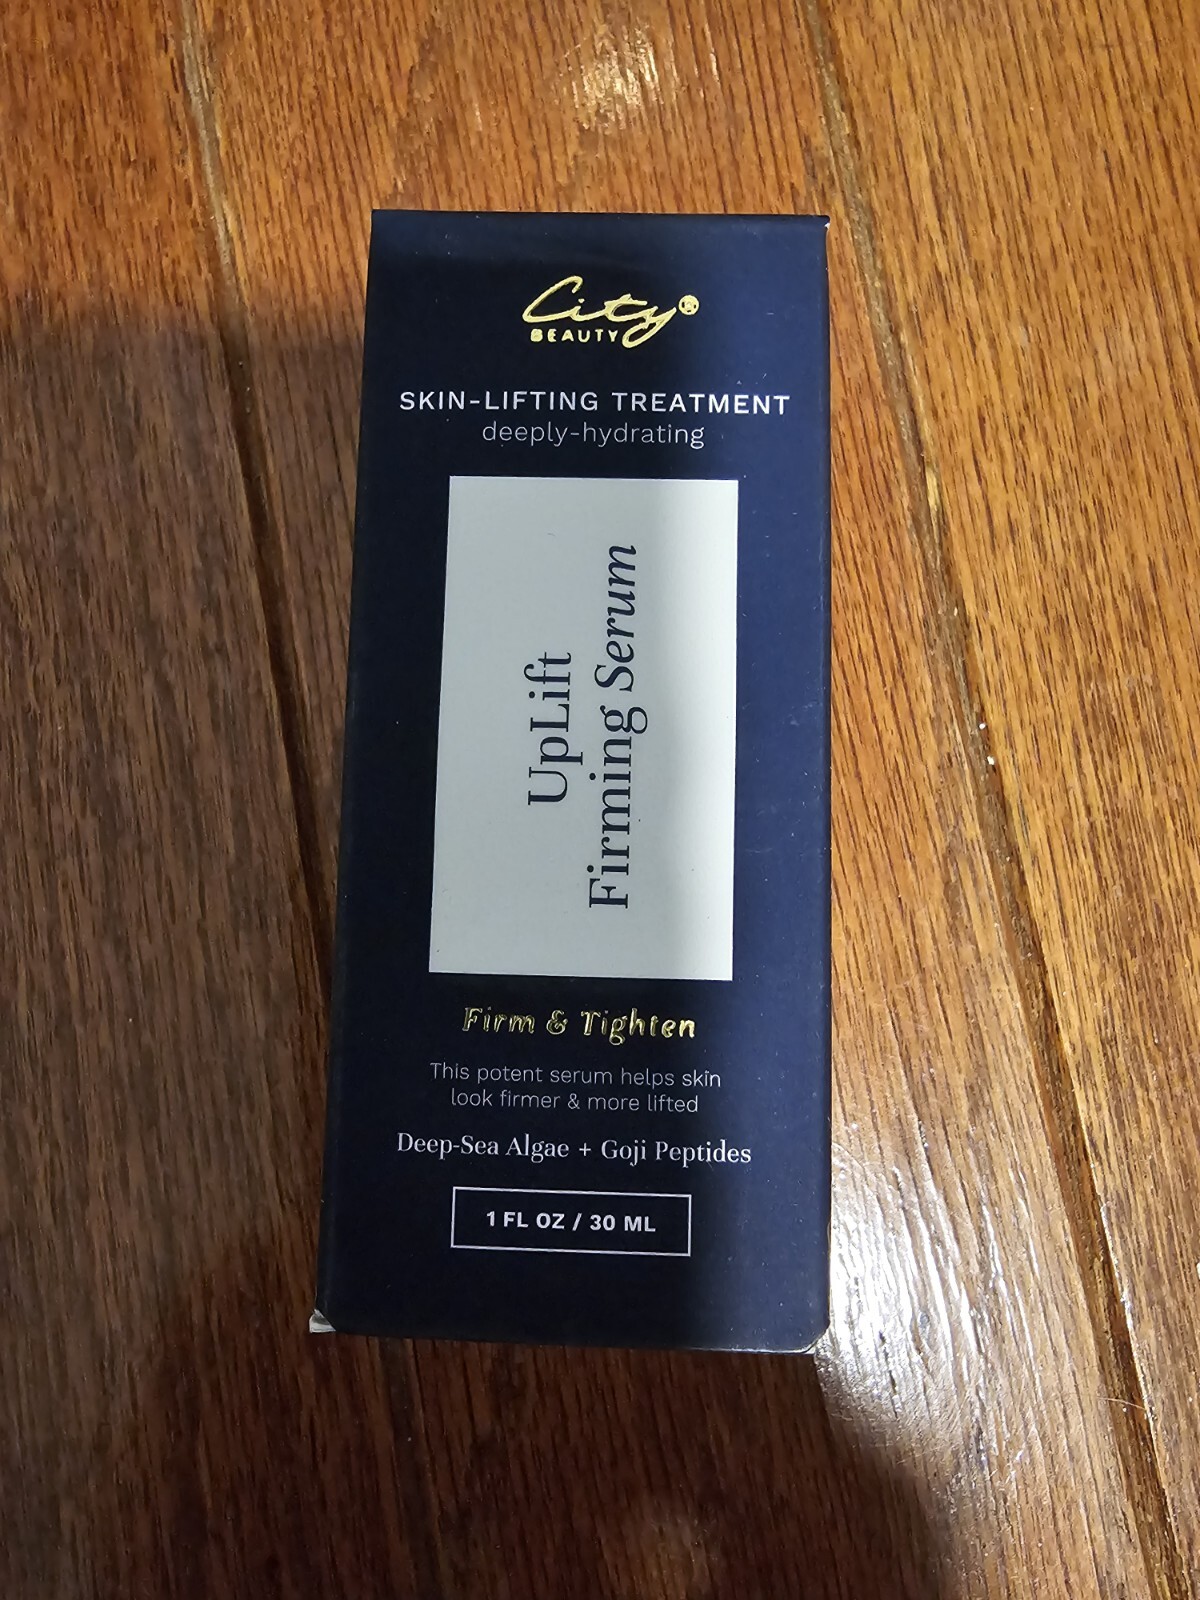 City®
BEAUTY
SKIN-LIFTING TREATMENT
deeply-hydrating
UpLift
Firming Serum
Firm & Tighten
This potent serum helps skin
look firmer & more lifted
Deep-Sea Algae + Goji Peptides
1 FL OZ / 30 ML